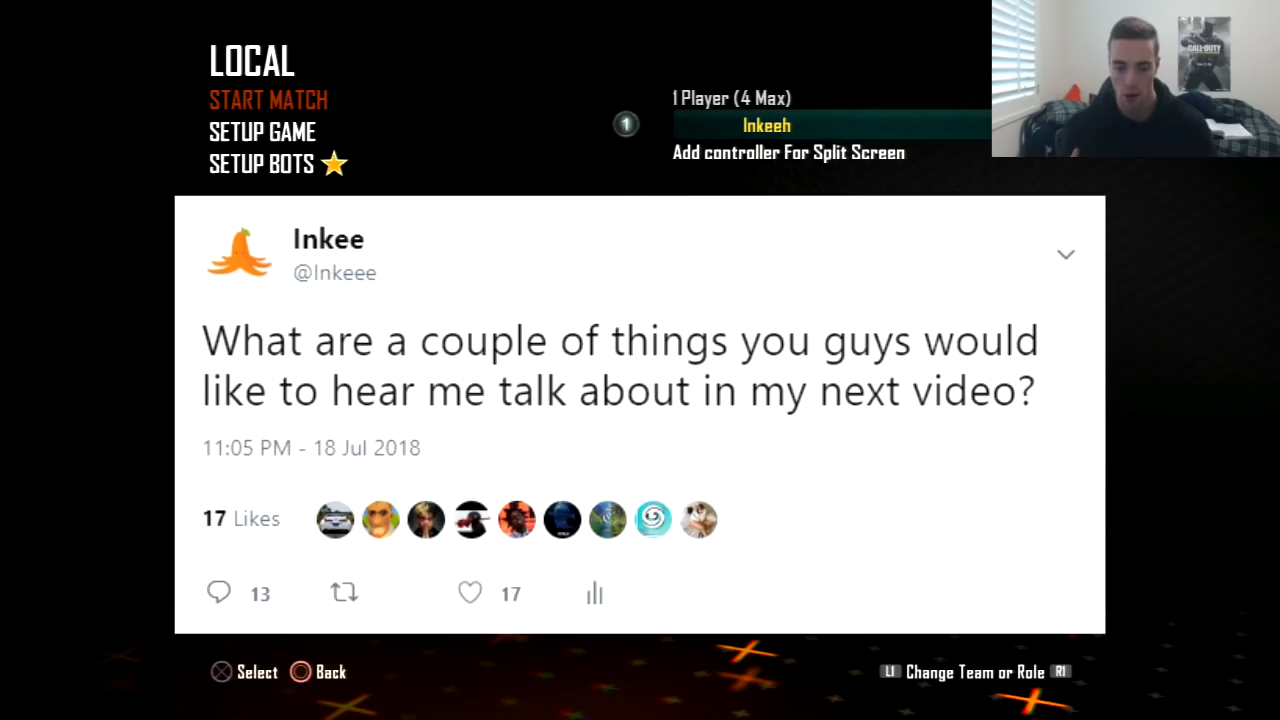 LOCAL
START MATCH
SETUP GAME
SETUP BOTS
1 Player (4 Max)
1
Inkeeh
Add controller For Split Screen
CALL·DUTY
Inkee
@Inkeee
What are a couple of things you guys would
like to hear me talk about in my next video?
11:05 PM - 18 Jul 2018
17 Likes
13
17
Select
Back
L1 Change Team or Role R1